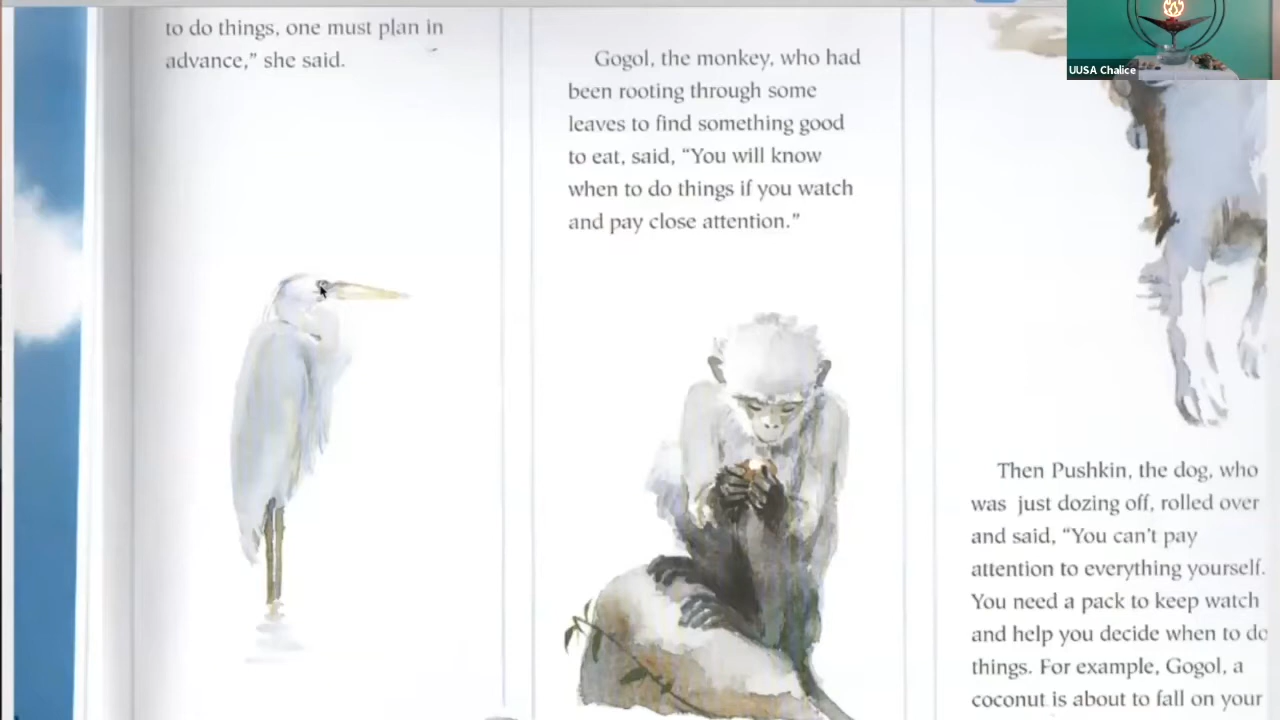 to do things, one must plan in
advance,” she said.
Gogol, the monkey, who had
been rooting through some
leaves to find something good
to eat, said, “You will know
when to do things if you watch
and pay close attention.”
Then Pushkin, the dog, who
was just dozing off, rolled over
and said, “You can’t pay
attention to everything yourself.
You need a pack to keep watch
and help you decide when to do
things. For example, Gogol, a
coconut is about to fall on your
UUSA Chalice